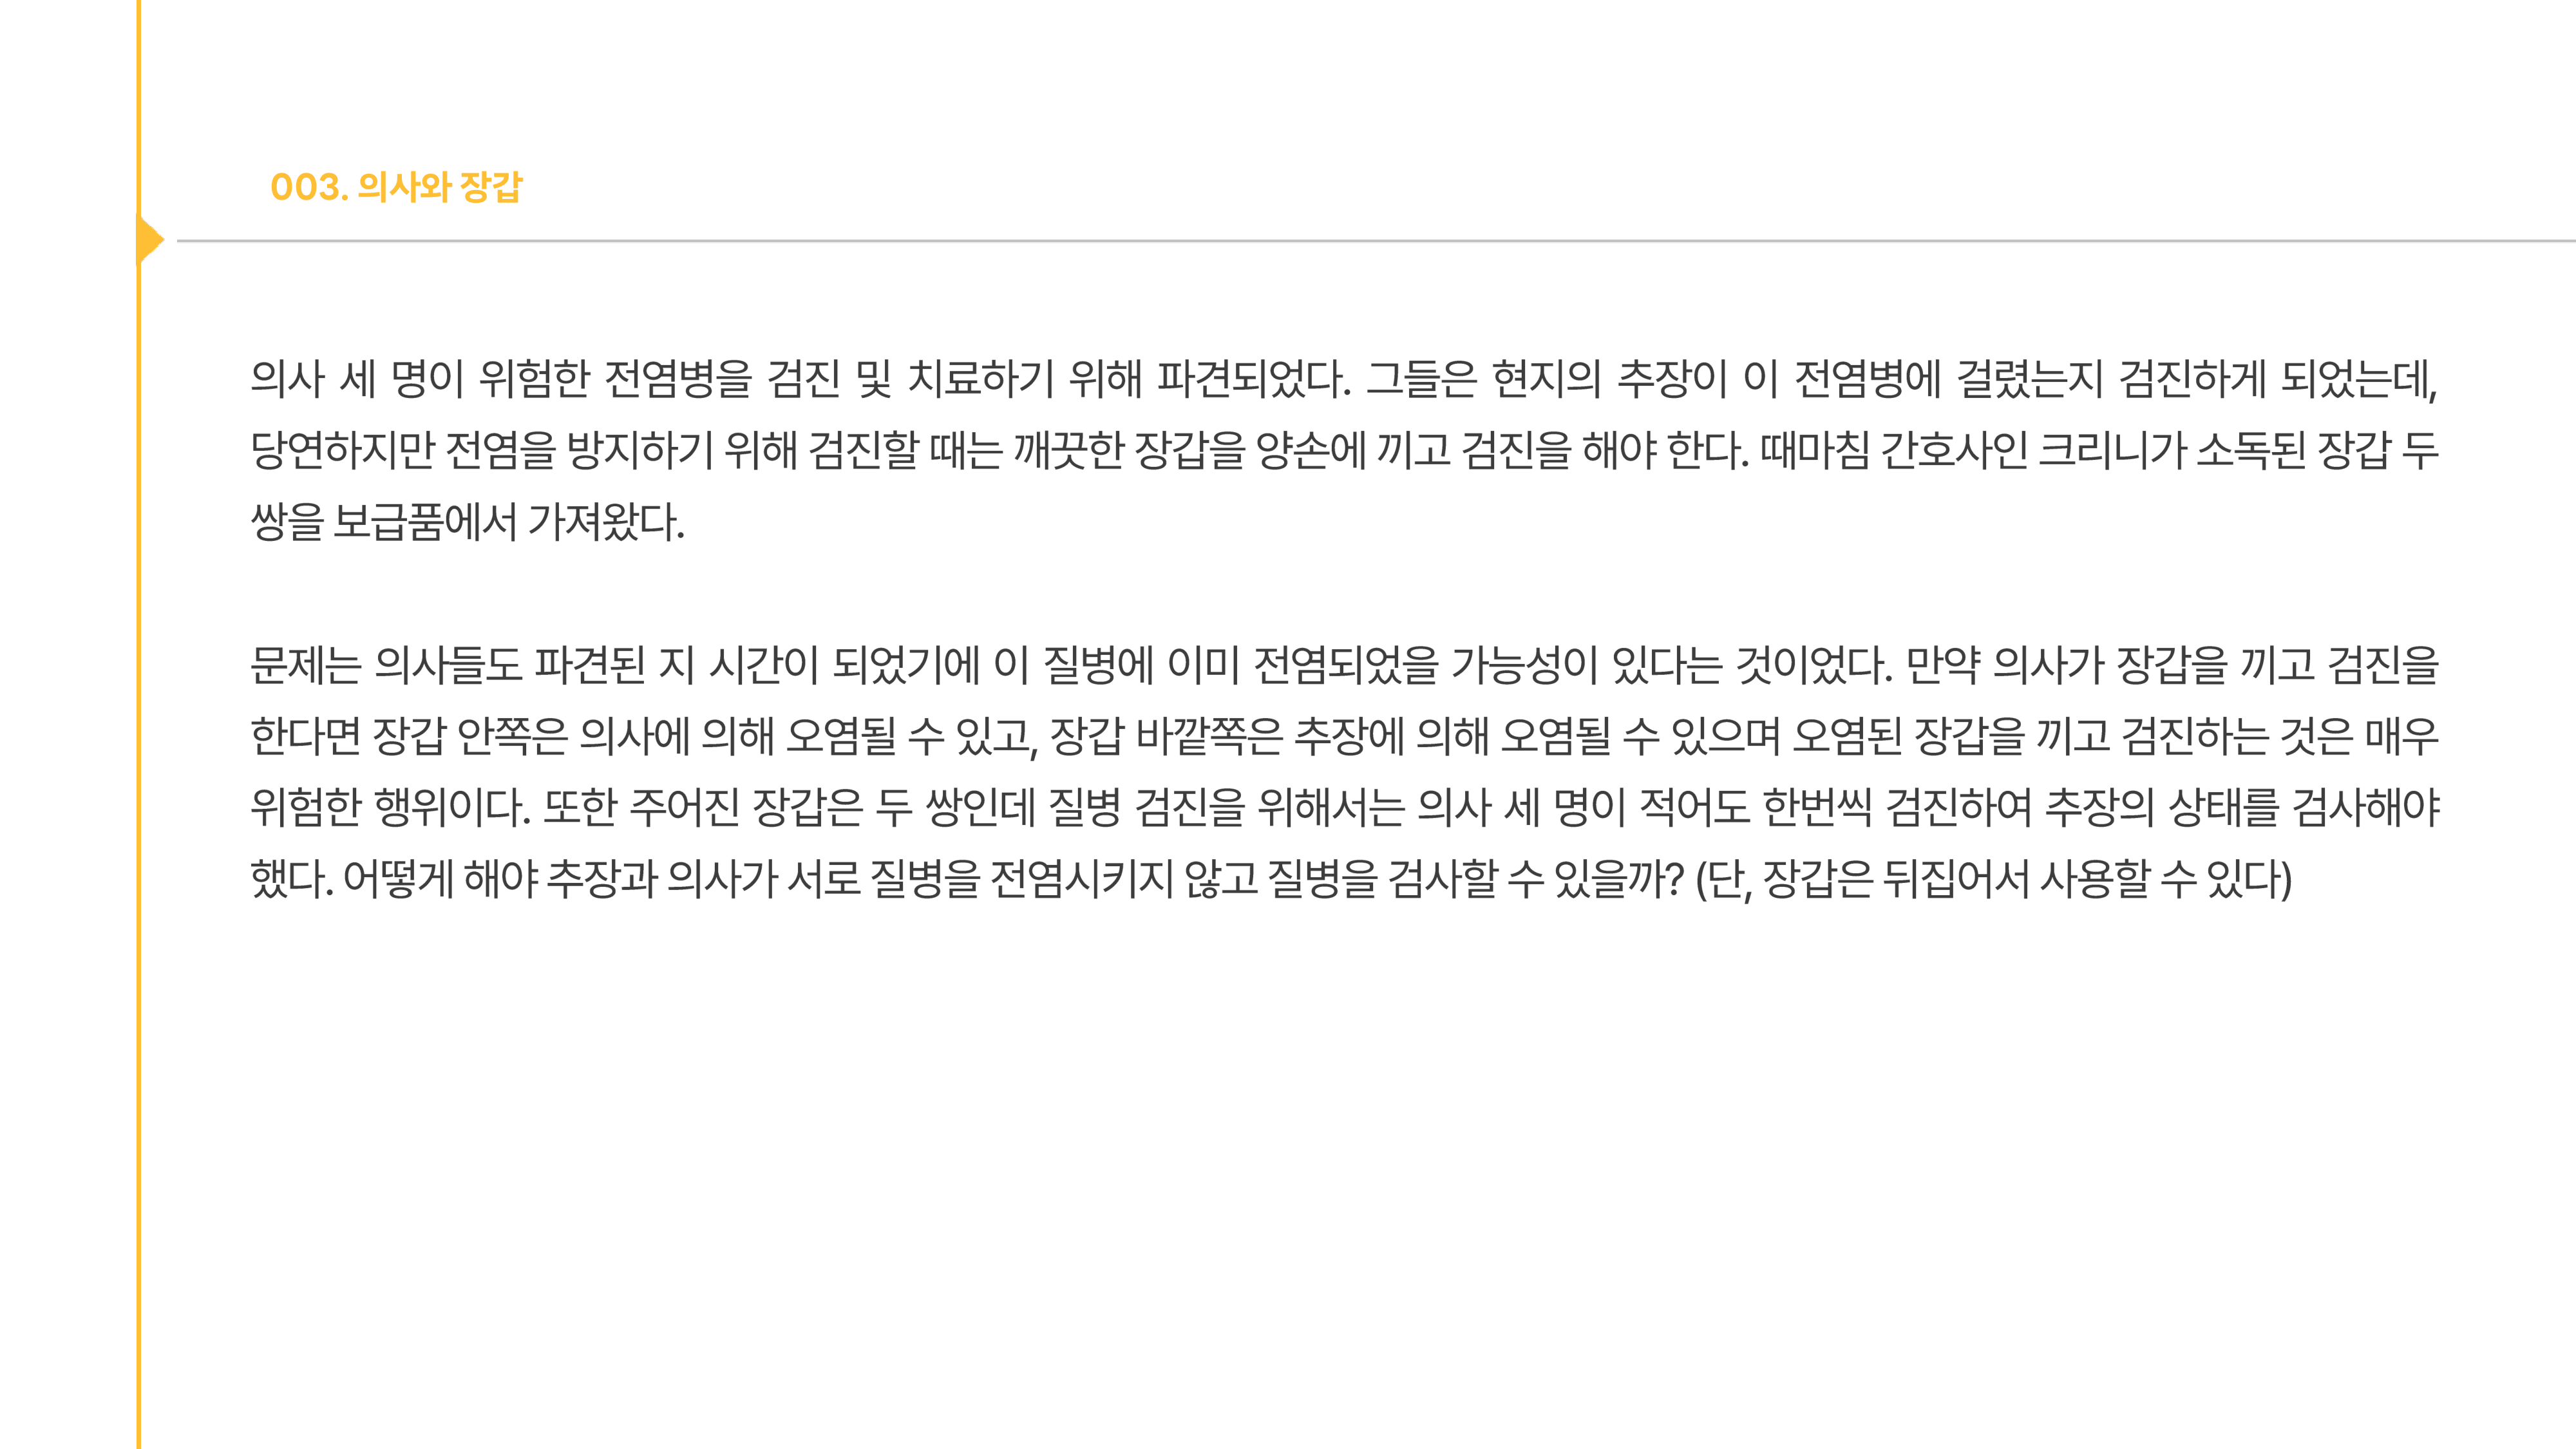 003. 의사와 장갑
의사 세 명이 위험한 전염병을 검진 및 치료하기 위해 파견되었다. 그들은 현지의 추장이 이 전염병에 걸렸는지 검진하게 되었는데,
당연하지만 전염을 방지하기 위해 검진할 때는 깨끗한 장갑을 양손에 끼고 검진을 해야 한다. 때마침 간호사인 크리니가 소독된 장갑 두
쌍을 보급품에서 가져왔다.
문제는 의사들도 파견된 지 시간이 되었기에 이 질병에 이미 전염되었을 가능성이 있다는 것이었다. 만약 의사가 장갑을 끼고 검진을
한다면 장갑 안쪽은 의사에 의해 오염될 수 있고, 장갑 바깥쪽은 추장에 의해 오염될 수 있으며 오염된 장갑을 끼고 검진하는 것은 매우
위험한 행위이다. 또한 주어진 장갑은 두 쌍인데 질병 검진을 위해서는 의사 세 명이 적어도 한번씩 검진하여 추장의 상태를 검사해야
했다. 어떻게 해야 추장과 의사가 서로 질병을 전염시키지 않고 질병을 검사할 수 있을까? (단, 장갑은 뒤집어서 사용할 수 있다)